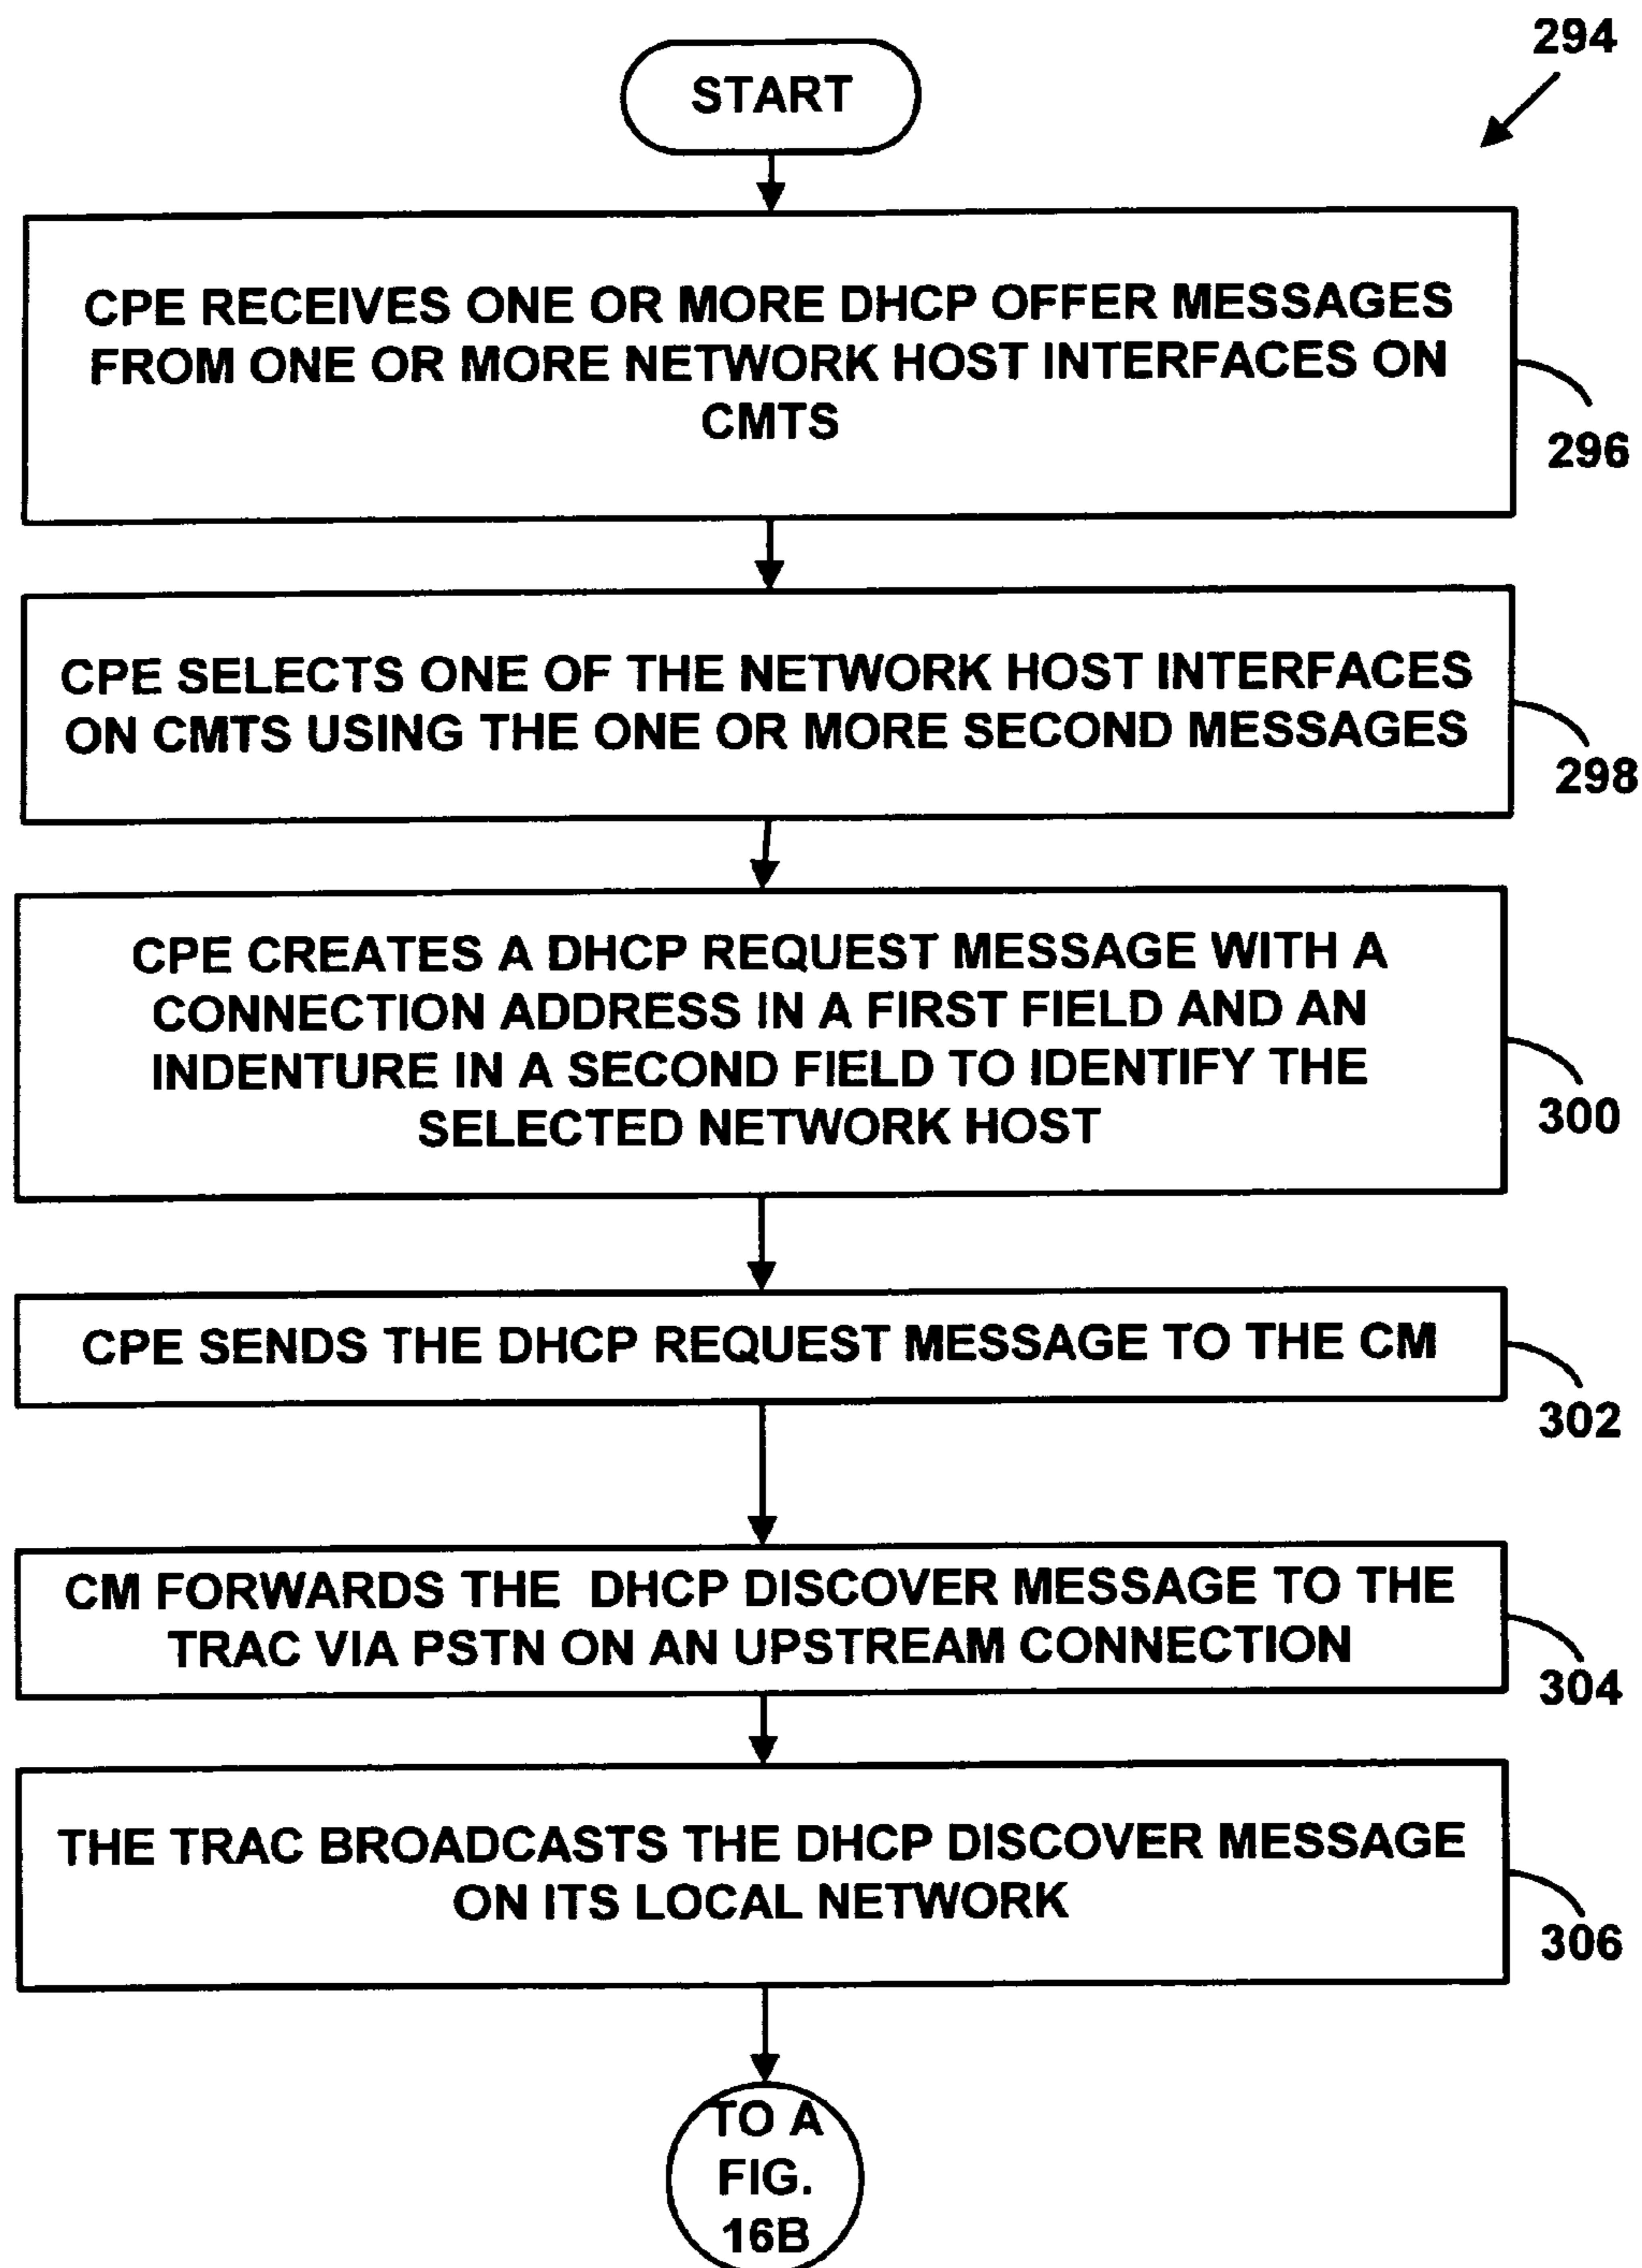 294
START
CPE RECEIVES ONE OR MORE DHCP OFFER MESSAGES
FROM ONE OR MORE NETWORK HOST INTERFACES ON
CMTS
296
CPE SELECTS ONE OF THE NETWORK HOST INTERFACES
ON CMTS USING THE ONE OR MORE SECOND MESSAGES
298
CPE CREATES A DHCP REQUEST MESSAGE WITH A
CONNECTION ADDRESS IN A FIRST FIELD AND AN
INDENTURE IN A SECOND FIELD TO IDENTIFY THE
SELECTED NETWORK HOST
300
CPE SENDS THE DHCP REQUEST MESSAGE TO THE CM
302
CM FORWARDS THE DHCP DISCOVER MESSAGE TO THE
TRAC VIA PSTN ON AN UPSTREAM CONNECTION
304
THE TRAC BROADCASTS THE DHCP DISCOVER MESSAGE
ON ITS LOCAL NETWORK
306
TO A
FIG.
16B